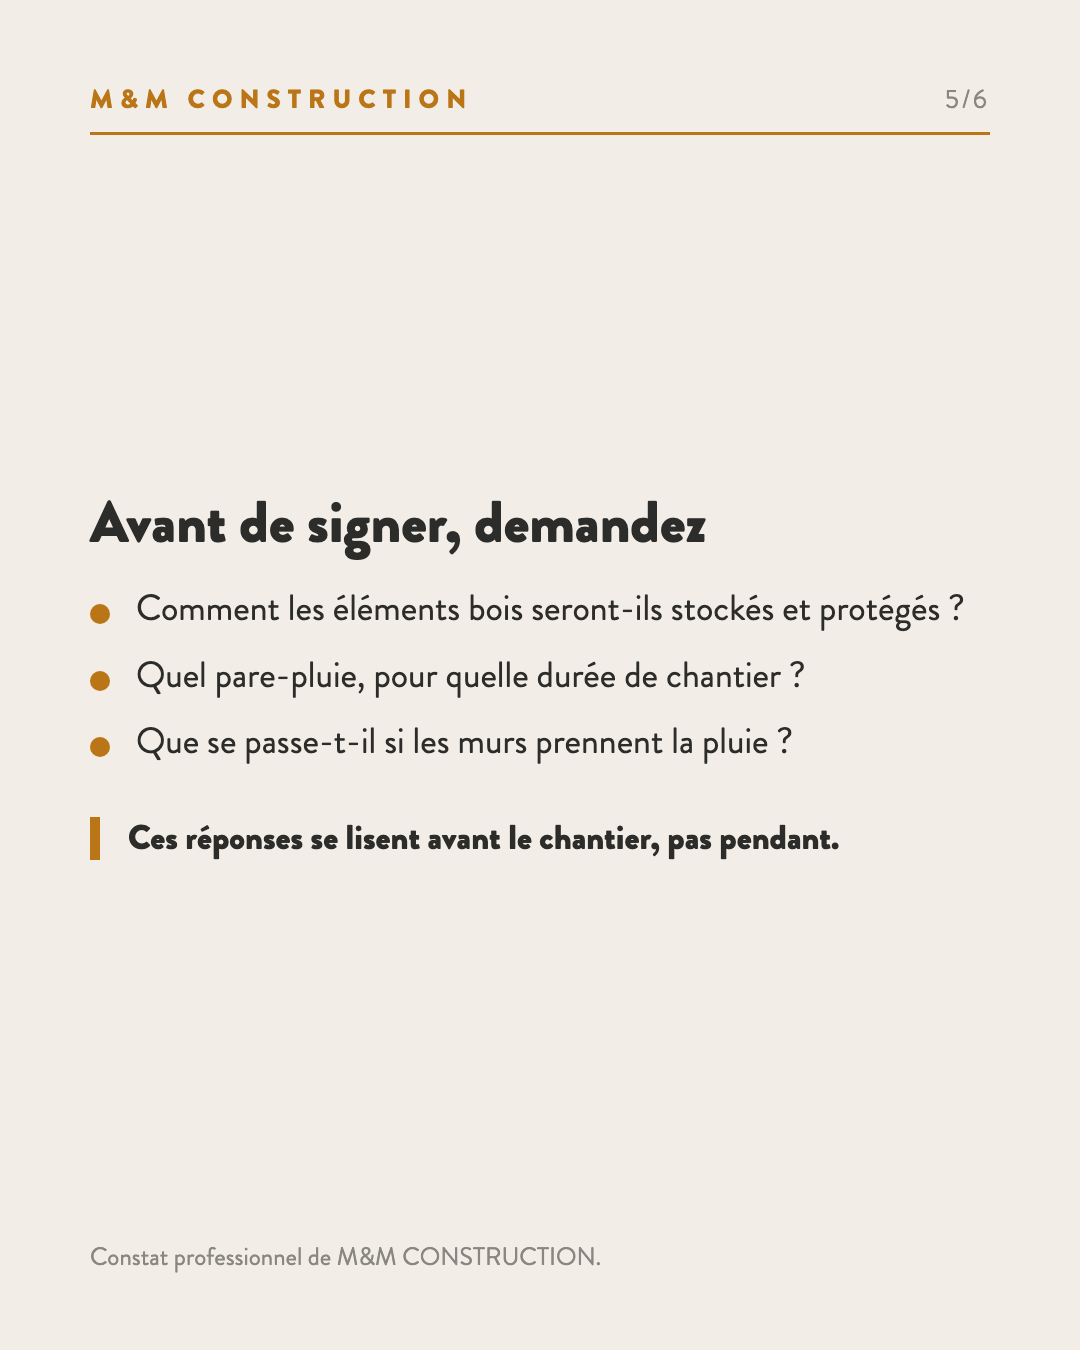 M&M CONSTRUCTION
5/6
Avant de signer, demandez
Comment les éléments bois seront-ils stockés et protégés ?
Quel pare-pluie, pour quelle durée de chantier ?
Que se passe-t-il si les murs prennent la pluie ?
Ces réponses se lisent avant le chantier, pas pendant.
Constat professionnel de M&M CONSTRUCTION.